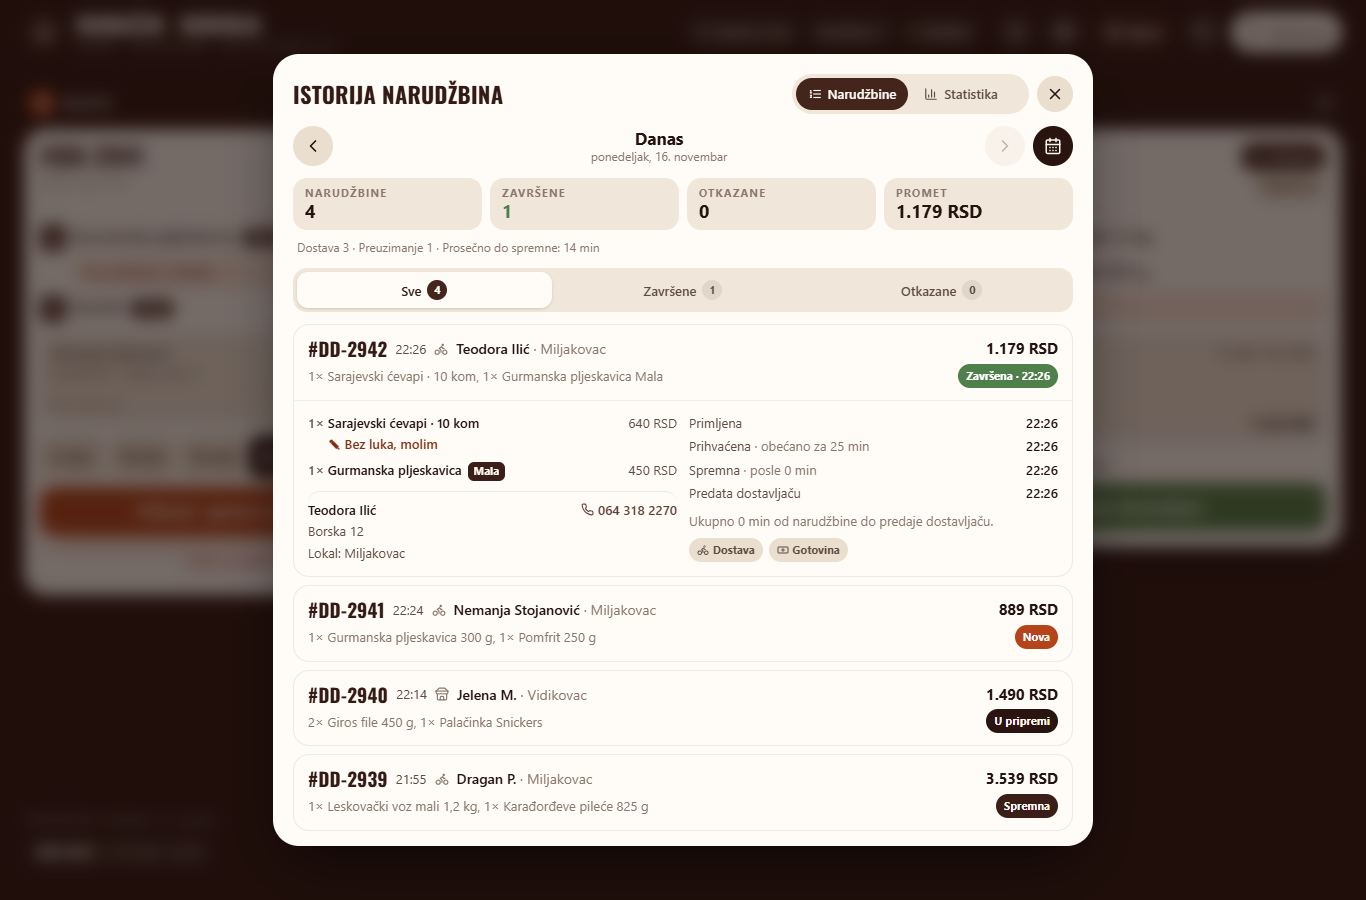 ISTORIJA NARUDŽBINA
Narudžbine
Statistika
Danas
ponedeljak, 16. novembar
NARUDŽBINE
4
ZAVRŠENE
1
OTKAZANE
0
PROMET
1.179 RSD
Dostava 3 · Preuzimanje 1 · Prosečno do spremne: 14 min
Sve 4
Završene 1
Otkazane 0
#DD-2942 22:26 Teodora Ilić · Miljakovac 1.179 RSD
1× Sarajevski ćevapi · 10 kom, 1× Gurmanska pljeskavica Mala Završena · 22:26
1× Sarajevski ćevapi · 10 kom 640 RSD
Bez luka, molim
1× Gurmanska pljeskavica Mala 450 RSD
Teodora Ilić 064 318 2270
Borska 12
Lokal: Miljakovac
Primljena 22:26
Prihvaćena · obećano za 25 min 22:26
Spremna · posle 0 min 22:26
Predata dostavljaču 22:26
Ukupno 0 min od narudžbine do predaje dostavljaču.
Dostava Gotovina
#DD-2941 22:24 Nemanja Stojanović · Miljakovac 889 RSD
1× Gurmanska pljeskavica 300 g, 1× Pomfrit 250 g Nova
#DD-2940 22:14 Jelena M. · Vidikovac 1.490 RSD
2× Giros file 450 g, 1× Palačinka Snickers U pripremi
#DD-2939 21:55 Dragan P. · Miljakovac 3.539 RSD
1× Leskovački voz mali 1,2 kg, 1× Karađorđeve pileće 825 g Spremna